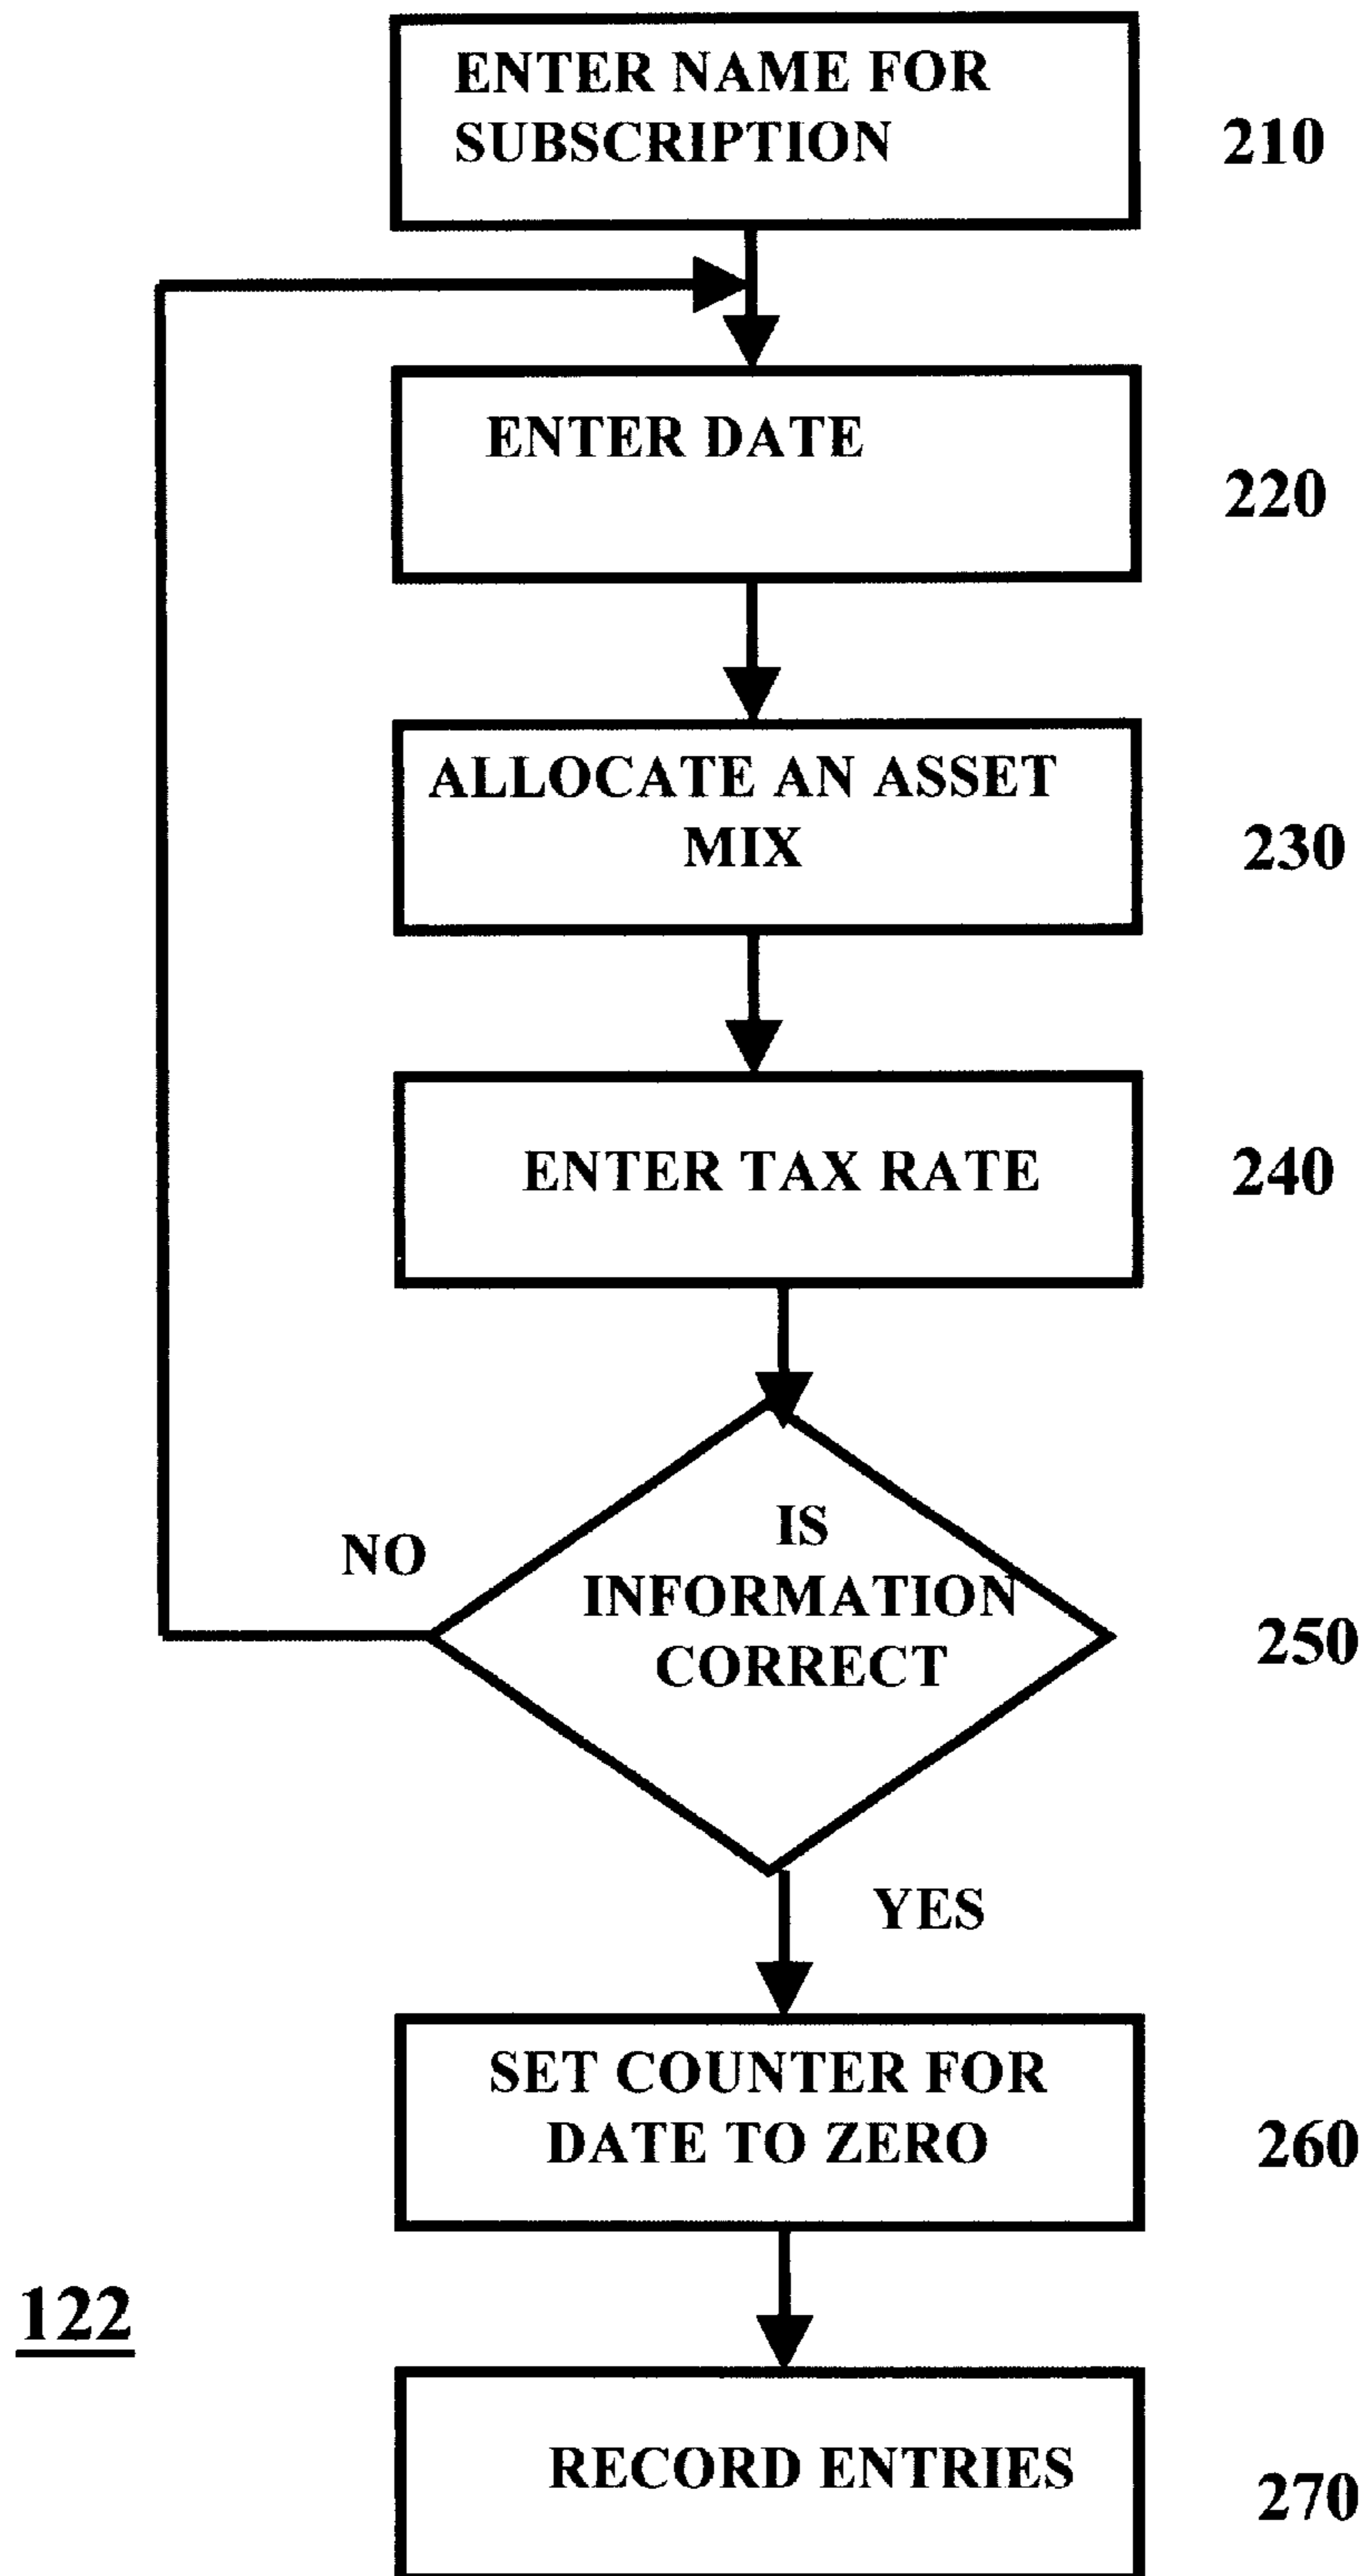 ENTER NAME FOR
SUBSCRIPTION
210
ENTER DATE
220
ALLOCATE AN ASSET
MIX
230
ENTER TAX RATE
240
NO
IS
INFORMATION
CORRECT
250
YES
SET COUNTER FOR
DATE TO ZERO
260
122
RECORD ENTRIES
270